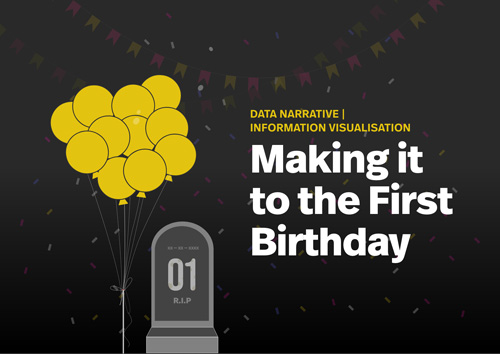 DATA NARRATIVE |
INFORMATION VISUALISATION
Making it
to the First
Birthday
01
R.I.P